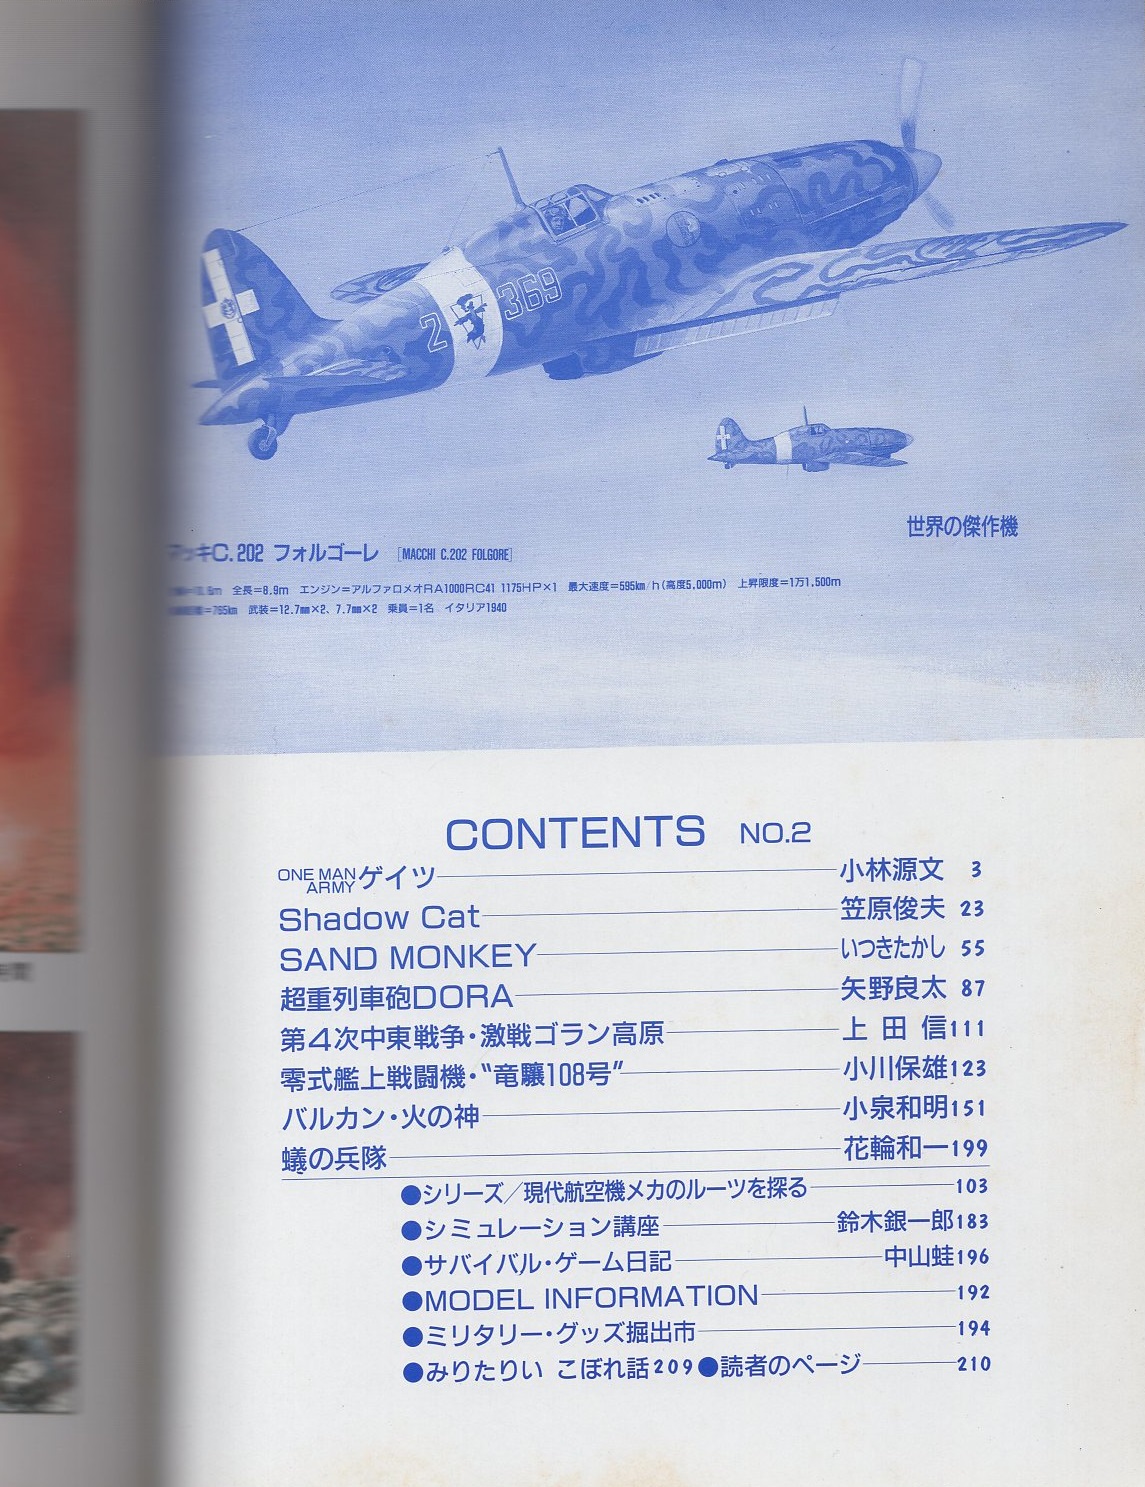 2 369
世界の傑作機
マッキC.202 フォルゴーレ [MACCHI C.202 FOLGORE]
全長=8.9m エンジン=アルファロメオRA1000RC41 1175HP×1 最大速度=595km/h(高度5,000m) 上昇限度=1万1,500m
=765km 武装=12.7mm×2、7.7mm×2 乗員=1名 イタリア1940
CONTENTS NO.2
ONE MAN ARMY ゲイツ 小林源文 3
Shadow Cat 笠原俊夫 23
SAND MONKEY いつきたかし 55
超重列車砲DORA 矢野良太 87
第4次中東戦争・激戦ゴラン高原 上田信 111
零式艦上戦闘機・“竜驤108号” 小川保雄 123
バルカン・火の神 小泉和明 151
蟻の兵隊 花輪和一 199
●シリーズ/現代航空機メカのルーツを探る 103
●シミュレーション講座 鈴木銀一郎 183
●サバイバル・ゲーム日記 中山蛙 196
●MODEL INFORMATION 192
●ミリタリー・グッズ掘出市 194
●みりたりい こぼれ話 209 ●読者のページ 210